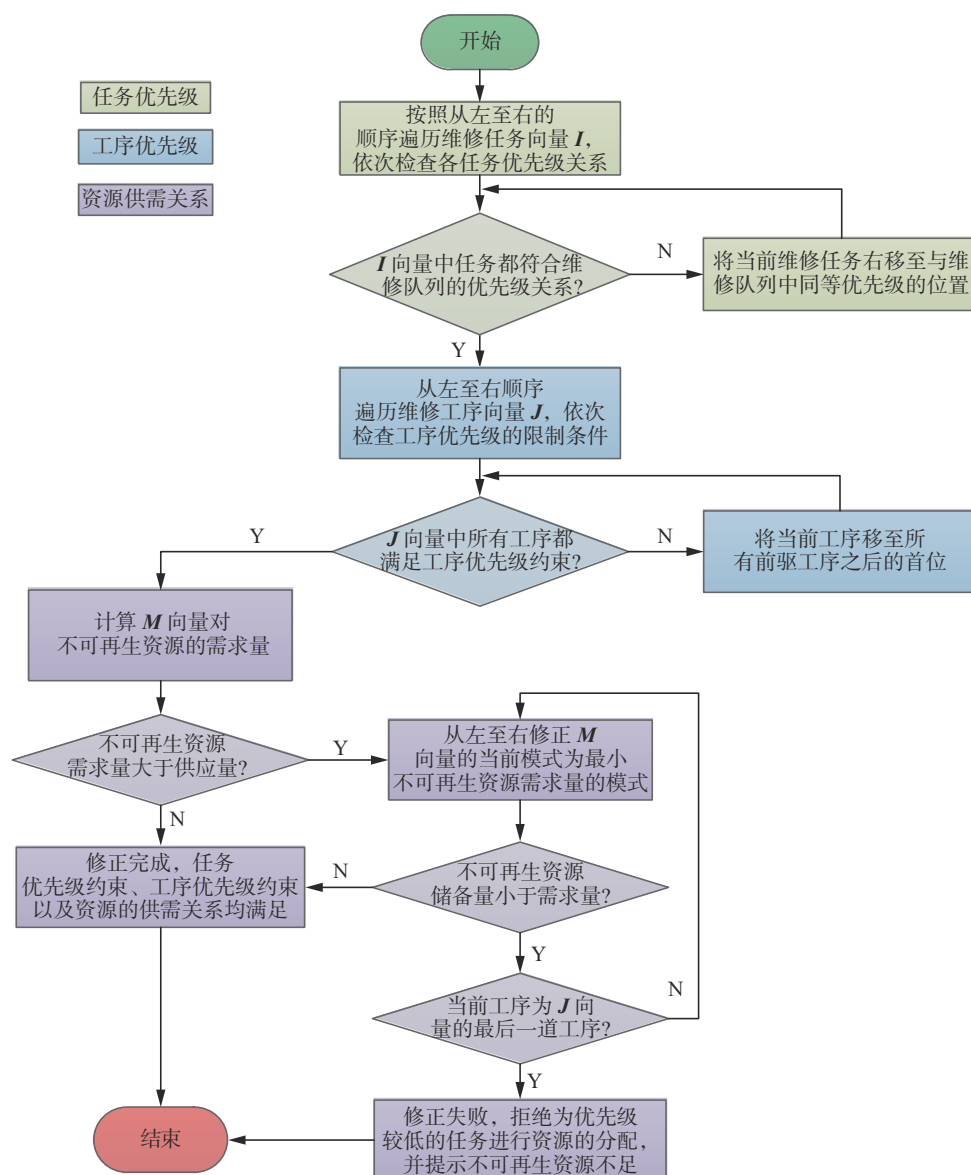 开始
任务优先级
工序优先级
资源供需关系
按照从左至右的
顺序遍历维修任务向量 I，
依次检查各任务优先级关系
I 向量中任务都符合维
修队列的优先级关系?
N
将当前维修任务右移至与维
修队列中同等优先级的位置
Y
从左至右顺序
遍历维修工序向量 J，依次
检查工序优先级的限制条件
J 向量中所有工序都
满足工序优先级约束?
Y
N
将当前工序移至所
有前驱工序之后的首位
计算 M 向量对
不可再生资源的需求量
不可再生资源
需求量大于供应量?
Y
从左至右修正 M
向量的当前模式为最小
不可再生资源需求量的模式
N
修正完成，任务
优先级约束、工序优先级约束
以及资源的供需关系均满足
N
不可再生资源
储备量小于需求量?
Y
当前工序为 J 向
量的最后一道工序?
N
Y
修正失败，拒绝为优先级
较低的任务进行资源的分配，
并提示不可再生资源不足
结束